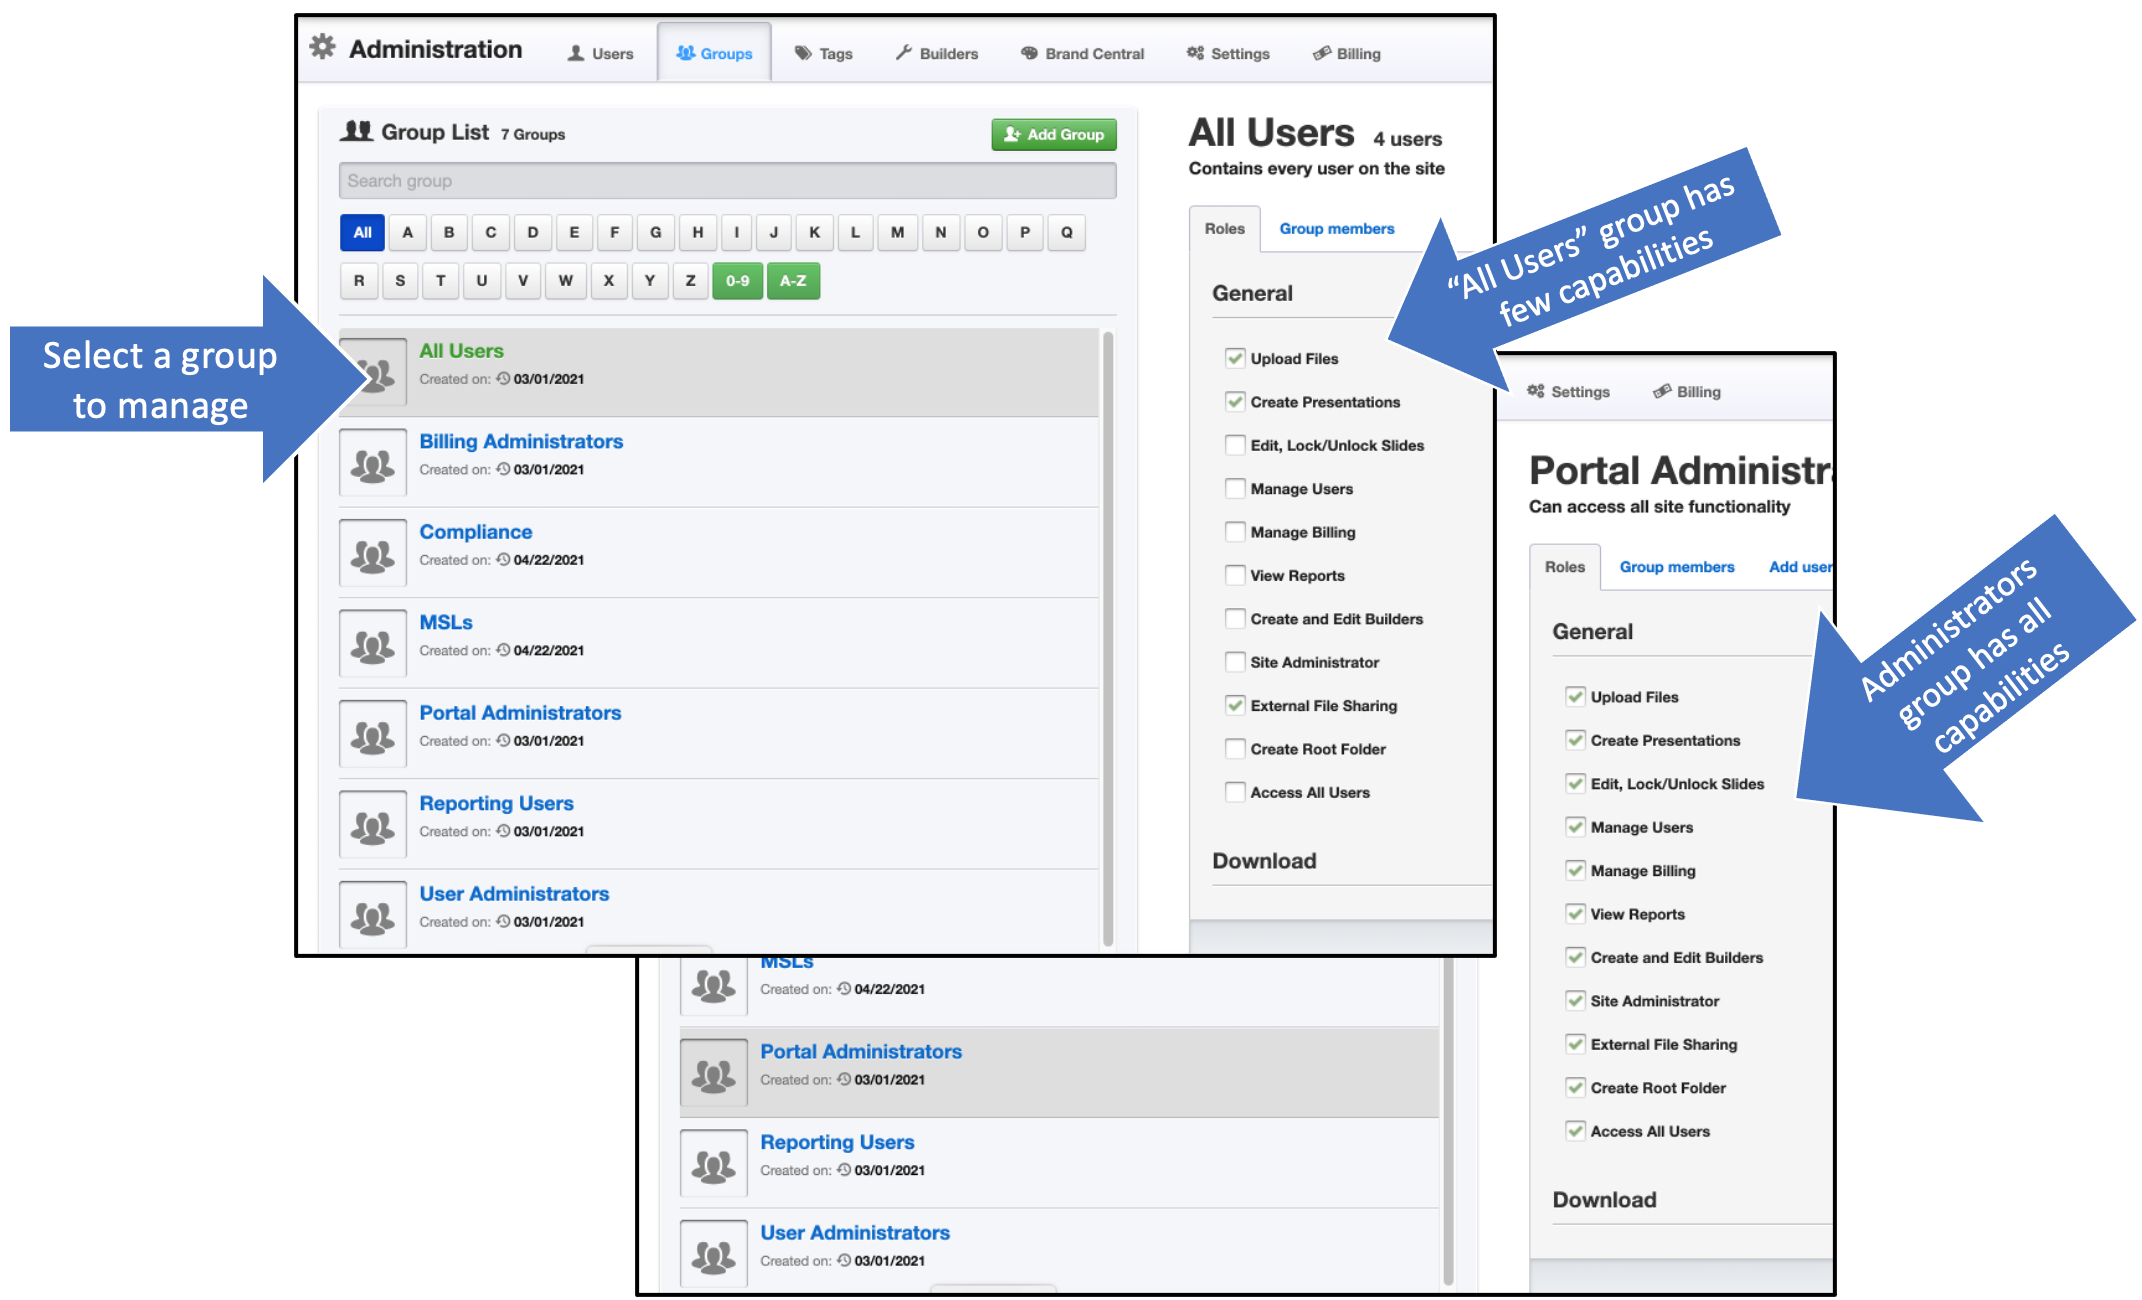 Administration
Users
Groups
Tags
Builders
Brand Central
Settings
Billing
Group List 7 Groups
Add Group
Search group
All A B C D E F G H I J K L M N O P Q
R S T U V W X Y Z 0-9 A-Z
Select a group
to manage
All Users
Created on: 03/01/2021
Billing Administrators
Created on: 03/01/2021
Compliance
Created on: 04/22/2021
MSLs
Created on: 04/22/2021
Portal Administrators
Created on: 03/01/2021
Reporting Users
Created on: 03/01/2021
User Administrators
Created on: 03/01/2021
All Users 4 users
Contains every user on the site
Roles Group members
General
Upload Files
Create Presentations
Edit, Lock/Unlock Slides
Manage Users
Manage Billing
View Reports
Create and Edit Builders
Site Administrator
External File Sharing
Create Root Folder
Access All Users
Download
“All Users” group has
few capabilities
Settings
Billing
Portal Administr
Can access all site functionality
Roles Group members Add user
General
Upload Files
Create Presentations
Edit, Lock/Unlock Slides
Manage Users
Manage Billing
View Reports
Create and Edit Builders
Site Administrator
External File Sharing
Create Root Folder
Access All Users
Download
Administrators
group has all
capabilities
MSLs
Created on: 04/22/2021
Portal Administrators
Created on: 03/01/2021
Reporting Users
Created on: 03/01/2021
User Administrators
Created on: 03/01/2021